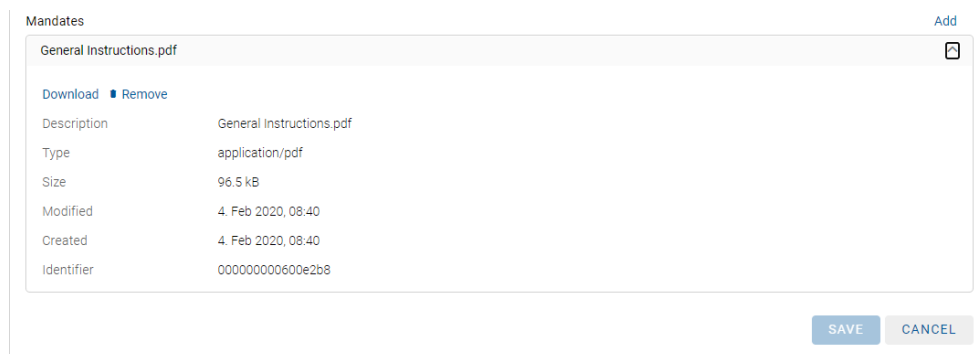 Mandates Add
General Instructions.pdf
Download Remove
Description General Instructions.pdf
Type application/pdf
Size 96.5 kB
Modified 4. Feb 2020, 08:40
Created 4. Feb 2020, 08:40
Identifier 000000000600e2b8
SAVE CANCEL